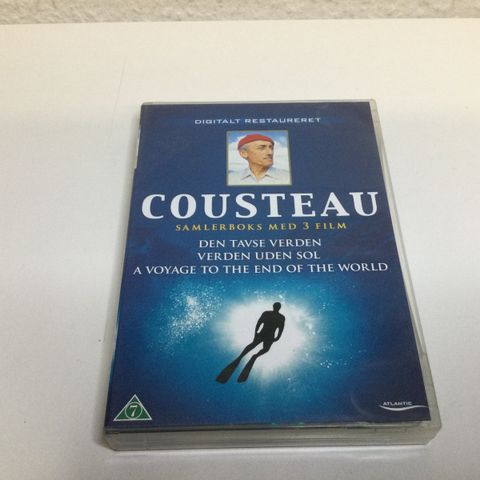 DIGITALT RESTAURERET
COUSTEAU
SAMLERBOKS MED 3 FILM
DEN TAVSE VERDEN
VERDEN UDEN SOL
A VOYAGE TO THE END OF THE WORLD
7
ATLANTIC